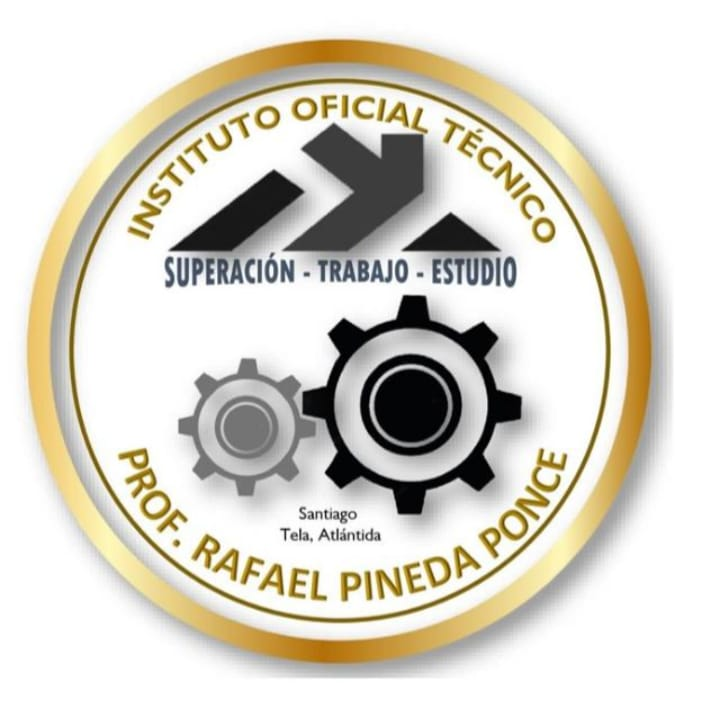 INSTITUTO OFICIAL TÉCNICO
SUPERACIÓN - TRABAJO - ESTUDIO
Santiago
Tela, Atlántida
PROF. RAFAEL PINEDA PONCE